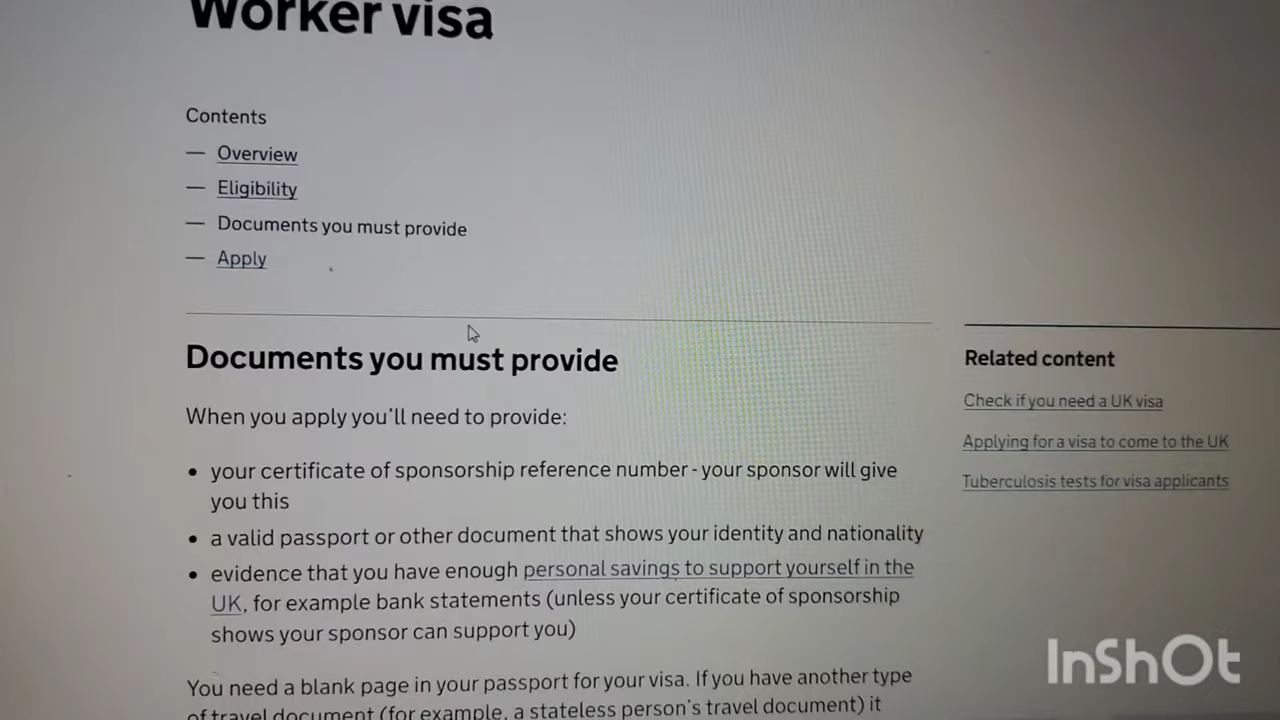 Worker visa
Contents
— Overview
— Eligibility
— Documents you must provide
— Apply
Documents you must provide
When you apply you'll need to provide:
• your certificate of sponsorship reference number - your sponsor will give
you this
• a valid passport or other document that shows your identity and nationality
• evidence that you have enough personal savings to support yourself in the
UK, for example bank statements (unless your certificate of sponsorship
shows your sponsor can support you)
You need a blank page in your passport for your visa. If you have another type
of travel document (for example, a stateless person's travel document) it
Related content
Check if you need a UK visa
Applying for a visa to come to the UK
Tuberculosis tests for visa applicants
InShOt